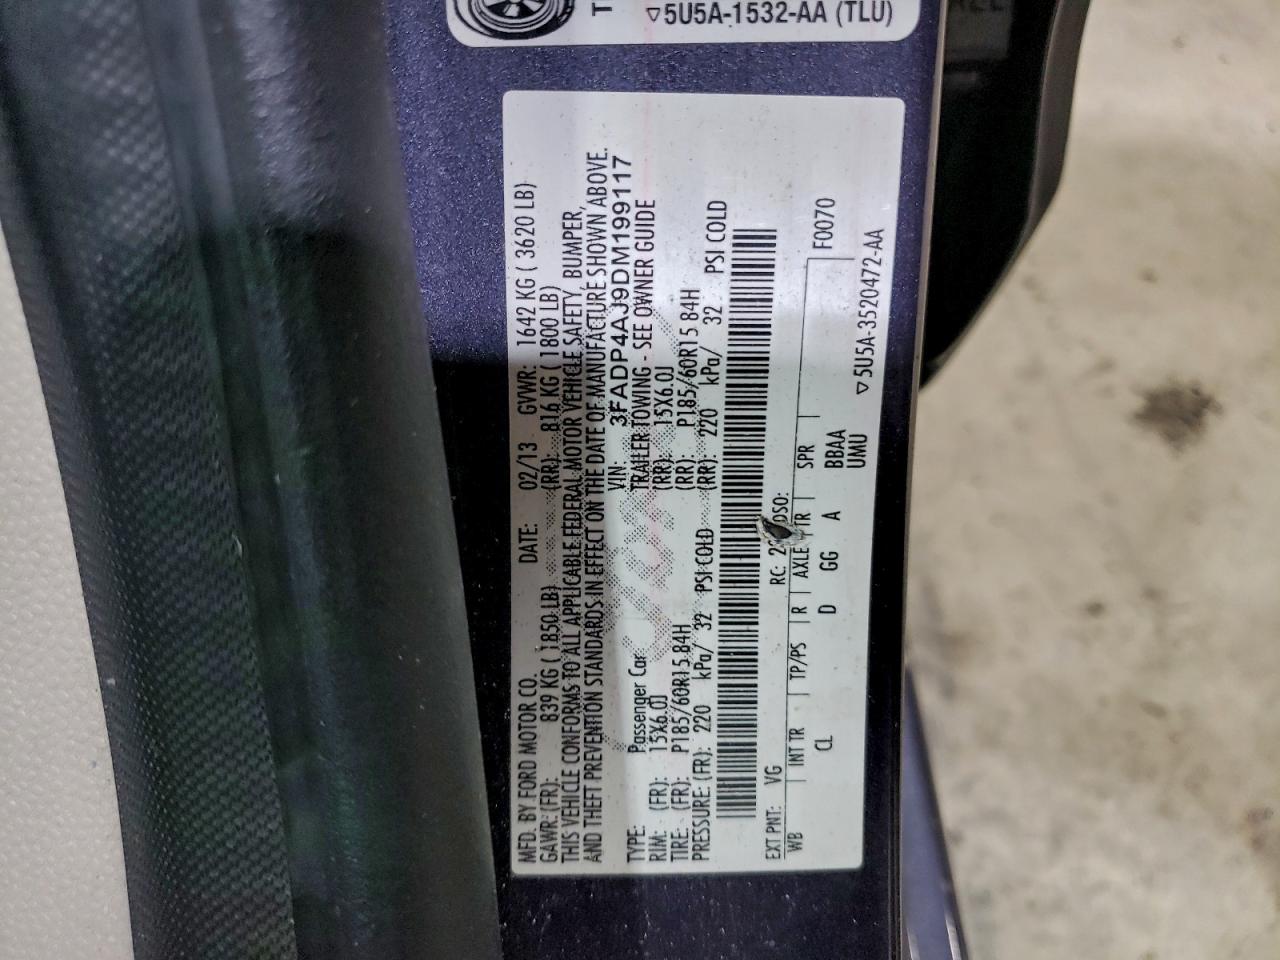 ▽5U5A-1532-AA (TLU)
MFD. BY FORD MOTOR CO. DATE: 02/13 GVWR: 1642 KG ( 3620 LB)
GAWR:(FR): 839 KG ( 1850 LB) (RR): 816 KG ( 1800 LB)
THIS VEHICLE CONFORMS TO ALL APPLICABLE FEDERAL MOTOR VEHICLE SAFETY, BUMPER,
AND THEFT PREVENTION STANDARDS IN EFFECT ON THE DATE OF MANUFACTURE SHOWN ABOVE.
VIN: 3FADP4AJ9DM199117
TYPE: Passenger Car TRAILER TOWING - SEE OWNER GUIDE
RIM: (FR): 15X6.0J (RR): 15X6.0J
TIRE: (FR): P185/60R15 84H (RR): P185/60R15 84H
PRESSURE: (FR): 220 kPa/ 32 PSI COLD (RR): 220 kPa/ 32 PSI COLD
EXT PNT: VG RC: DSO:
WB INT TR TP/PS R AXLE TR SPR F0070
CL D GG A BBAA
UMU
▽5U5A-3520472-AA